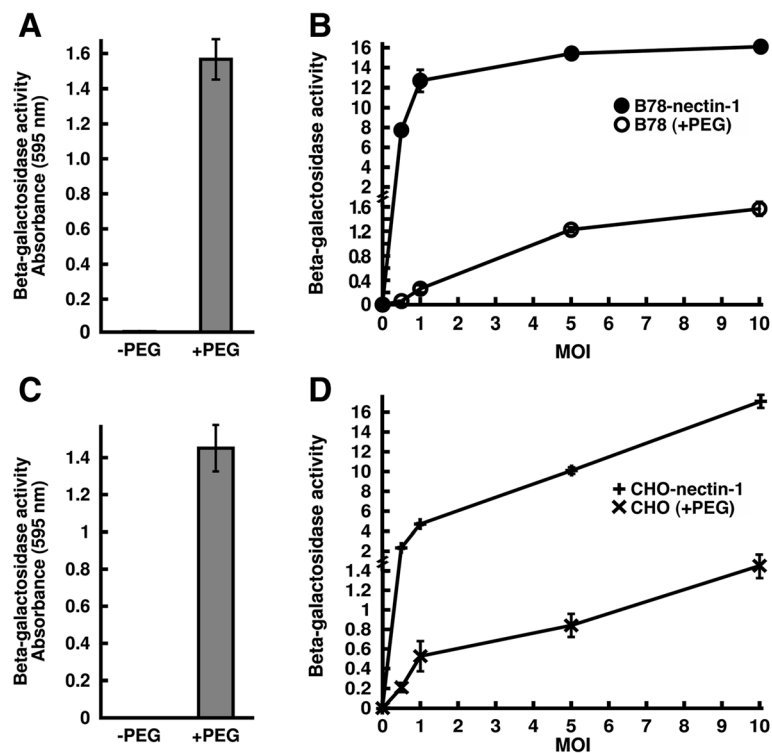 A
Beta-galactosidase activity
Absorbance (595 nm)
1.6
1.4
1.2
1.0
0.8
0.6
0.4
0.2
0
-PEG +PEG
B
Beta-galactosidase activity
16
14
12
10
8
6
4
2
1.6
1.2
0.8
0.4
0
B78-nectin-1
B78 (+PEG)
0 1 2 3 4 5 6 7 8 9 10
MOI
C
Beta-galactosidase activity
Absorbance (595 nm)
1.4
1.2
1
0.8
0.6
0.4
0.2
0
-PEG +PEG
D
Beta-galactosidase activity
16
14
12
10
8
6
4
2
1.4
1.2
1
0.8
0.6
0.4
0.2
0
CHO-nectin-1
CHO (+PEG)
0 1 2 3 4 5 6 7 8 9 10
MOI